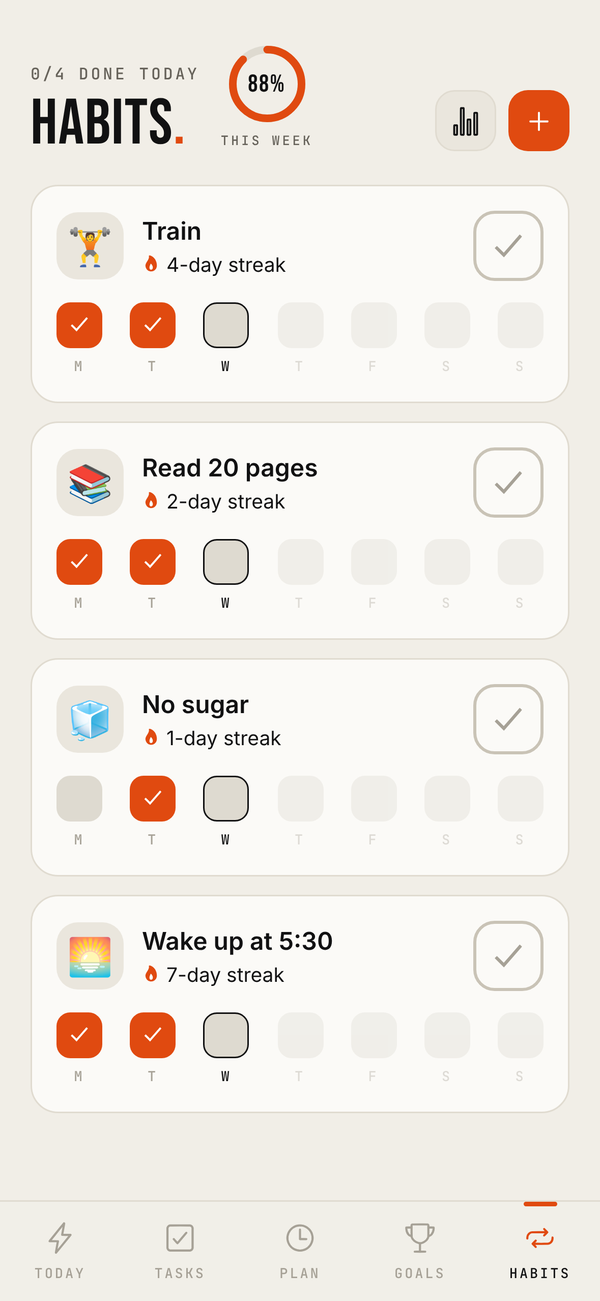 0/4 DONE TODAY
HABITS.
88%
THIS WEEK
Train
4-day streak
M T W T F S S
Read 20 pages
2-day streak
M T W T F S S
No sugar
1-day streak
M T W T F S S
Wake up at 5:30
7-day streak
M T W T F S S
TODAY TASKS PLAN GOALS HABITS